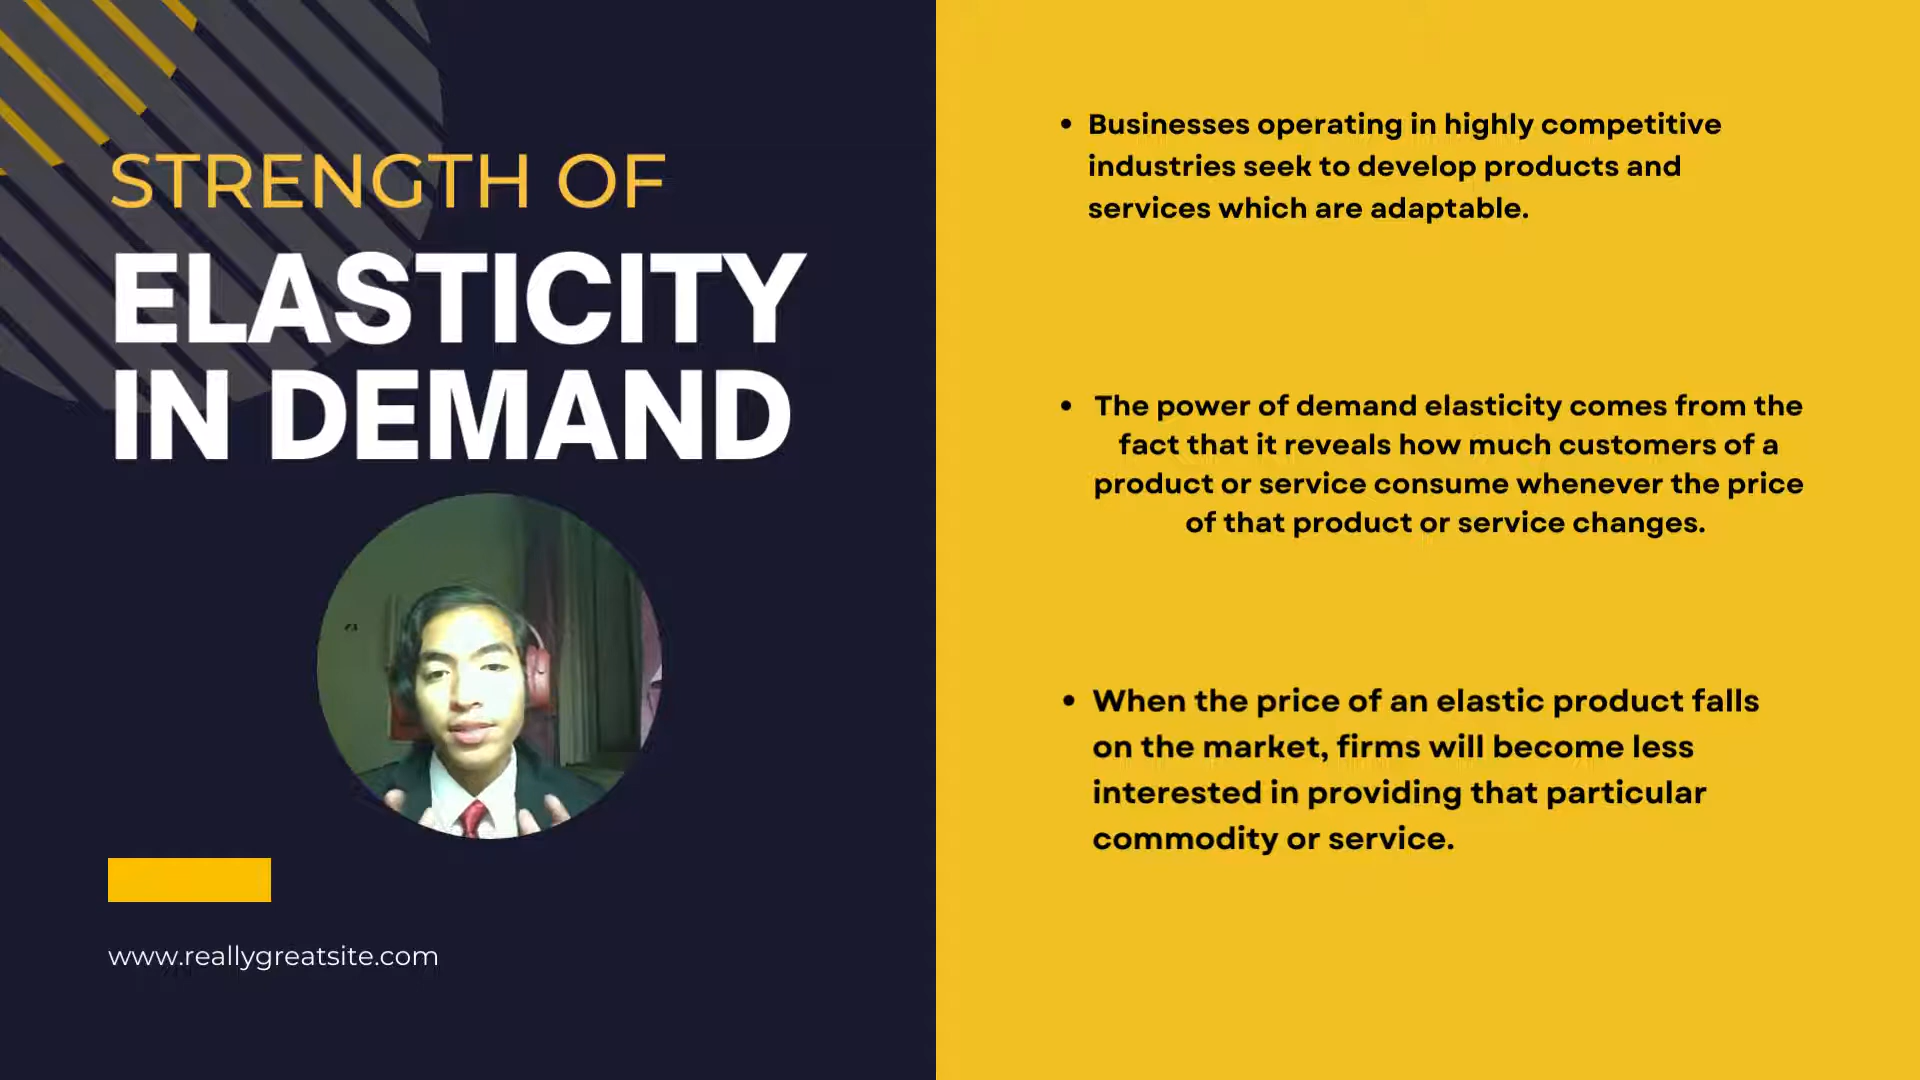 STRENGTH OF
ELASTICITY
IN DEMAND
www.reallygreatsite.com
• Businesses operating in highly competitive
industries seek to develop products and
services which are adaptable.
• The power of demand elasticity comes from the
fact that it reveals how much customers of a
product or service consume whenever the price
of that product or service changes.
• When the price of an elastic product falls
on the market, firms will become less
interested in providing that particular
commodity or service.